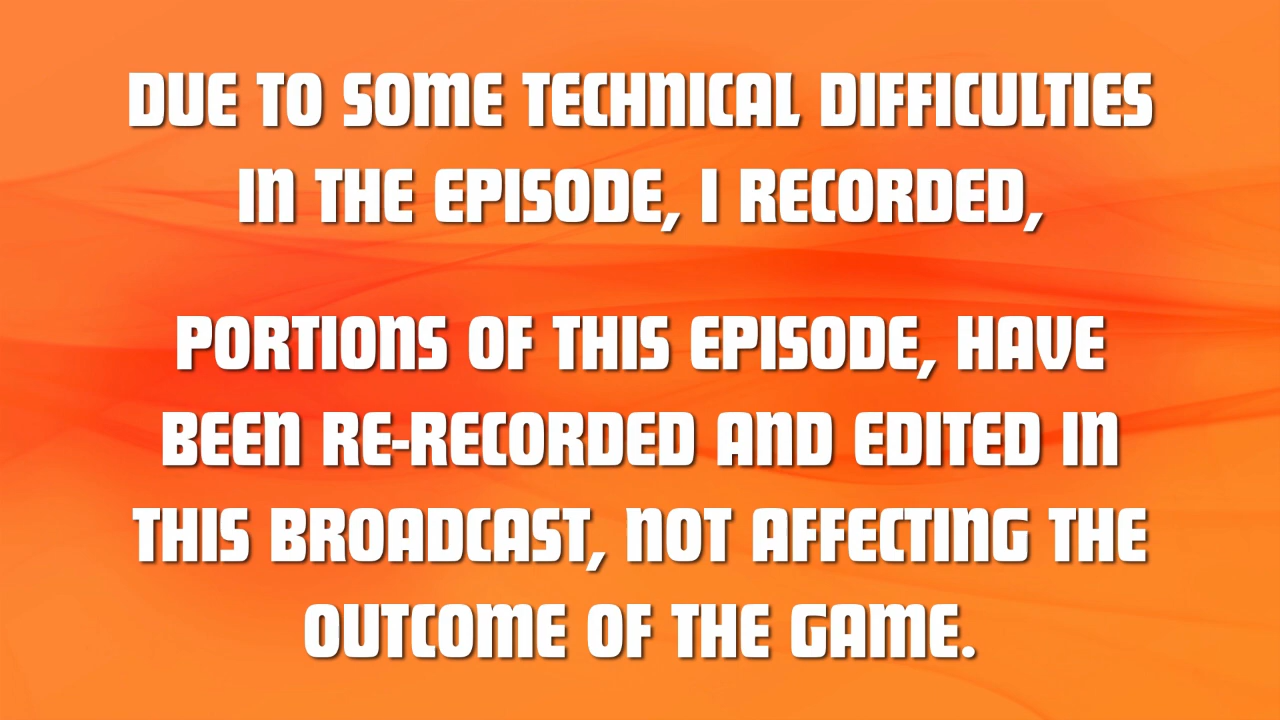 DUE TO SOME TECHNICAL DIFFICULTIES
IN THE EPISODE, I RECORDED,
PORTIONS OF THIS EPISODE, HAVE
BEEN RE-RECORDED AND EDITED IN
THIS BROADCAST, NOT AFFECTING THE
OUTCOME OF THE GAME.